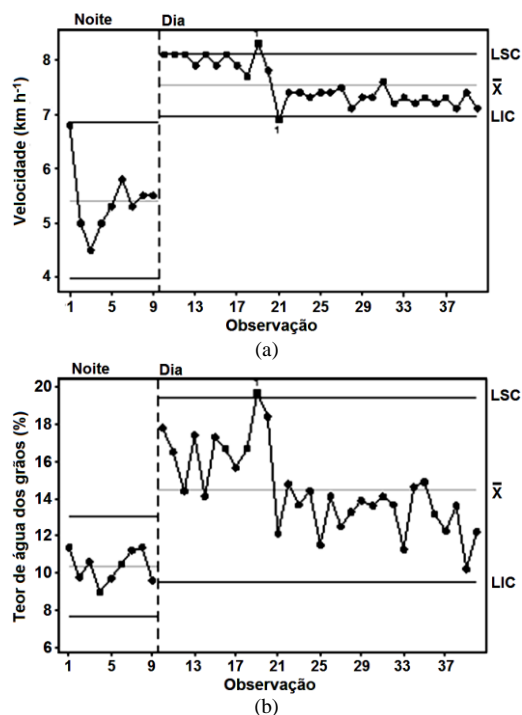 Noite Dia
Velocidade (km h⁻¹)
8
7
6
5
4
LSC
X̄
LIC
1
1 5 9 13 17 21 25 29 33 37
Observação
(a)
Noite Dia
Teor de água dos grãos (%)
20
18
16
14
12
10
8
6
LSC
X̄
LIC
1 5 9 13 17 21 25 29 33 37
Observação
(b)